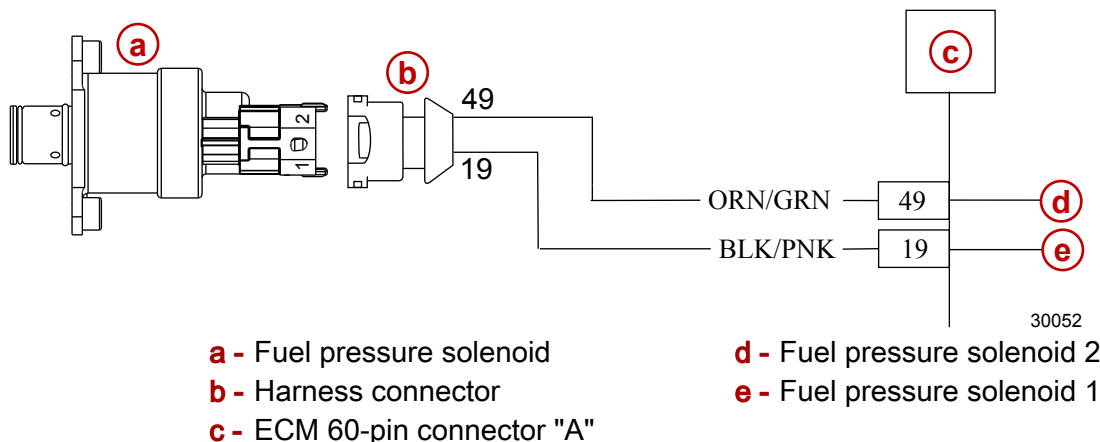 a
b
c
49
2
1
19
ORN/GRN
49
d
BLK/PNK
19
e
30052
a - Fuel pressure solenoid
b - Harness connector
c - ECM 60-pin connector "A"
d - Fuel pressure solenoid 2
e - Fuel pressure solenoid 1